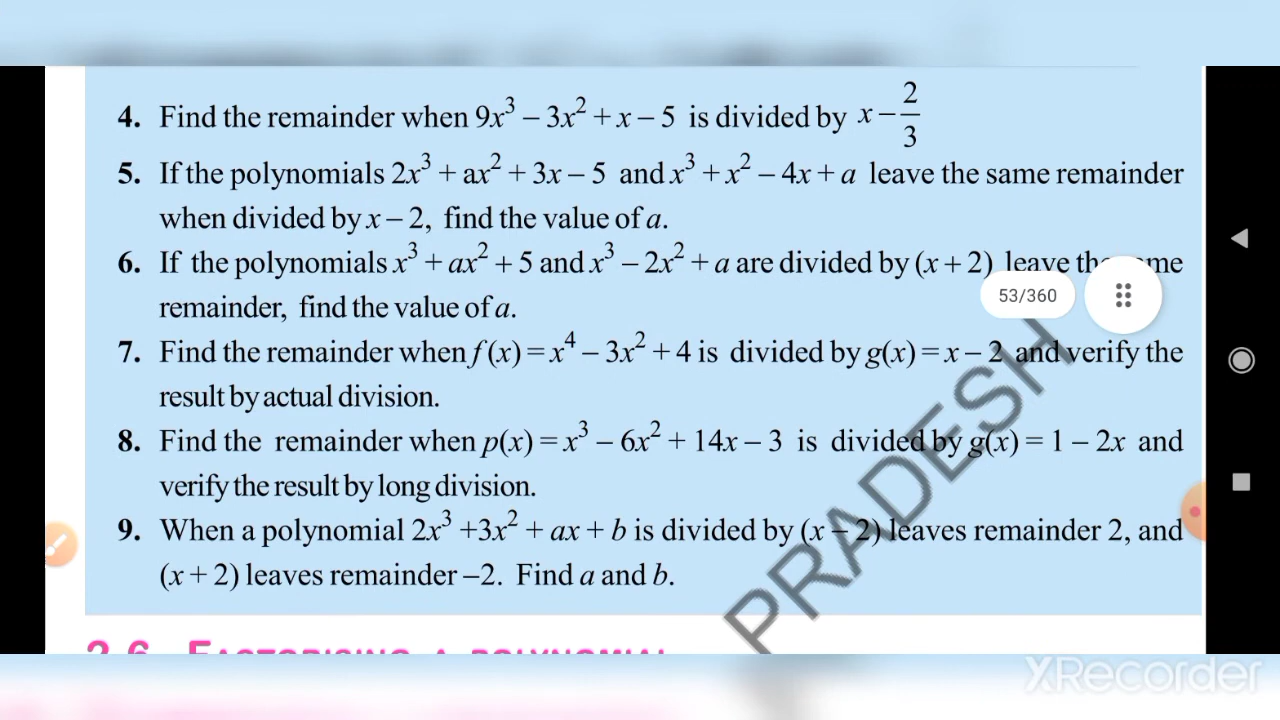 4. Find the remainder when 9x³ – 3x² + x – 5 is divided by x – 2/3
5. If the polynomials 2x³ + ax² + 3x – 5 and x³ + x² – 4x + a leave the same remainder
when divided by x – 2, find the value of a.
6. If the polynomials x³ + ax² + 5 and x³ – 2x² + a are divided by (x + 2) leave
remainder, find the value of a.
53/360
7. Find the remainder when f(x) = x⁴ – 3x² + 4 is divided by g(x) = x – 2 and verify the
result by actual division.
8. Find the remainder when p(x) = x³ – 6x² + 14x – 3 is divided by g(x) = 1 – 2x and
verify the result by long division.
9. When a polynomial 2x³ +3x² + ax + b is divided by (x – 2) leaves remainder 2, and
(x + 2) leaves remainder –2. Find a and b.
PRADESH
2.6 FACTORISING A POLYNOMIAL
XRecorder